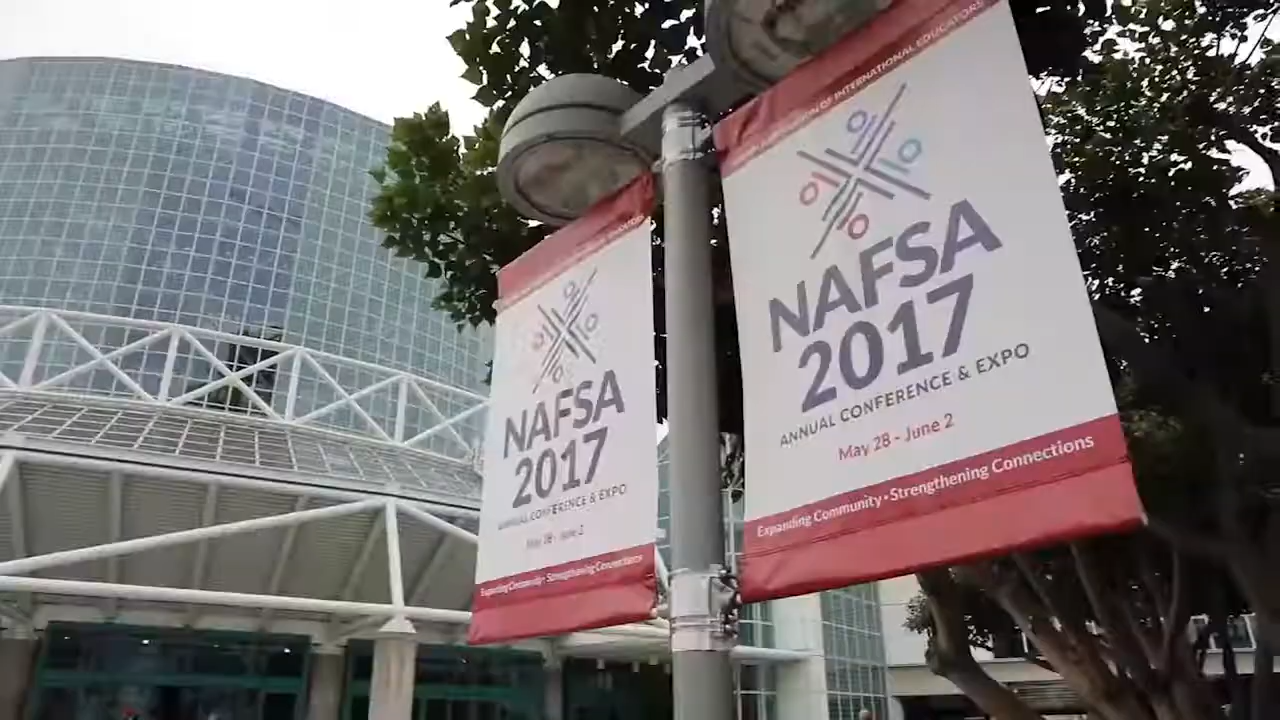 NAFSA
2017
ANNUAL CONFERENCE & EXPO
May 28 - June 2
Expanding Community • Strengthening Connections
OF INTERNATIONAL EDUCATORS
NAFSA
2017
ANNUAL CONFERENCE & EXPO
May 28 - June 2
Expanding Community • Strengthening Connections